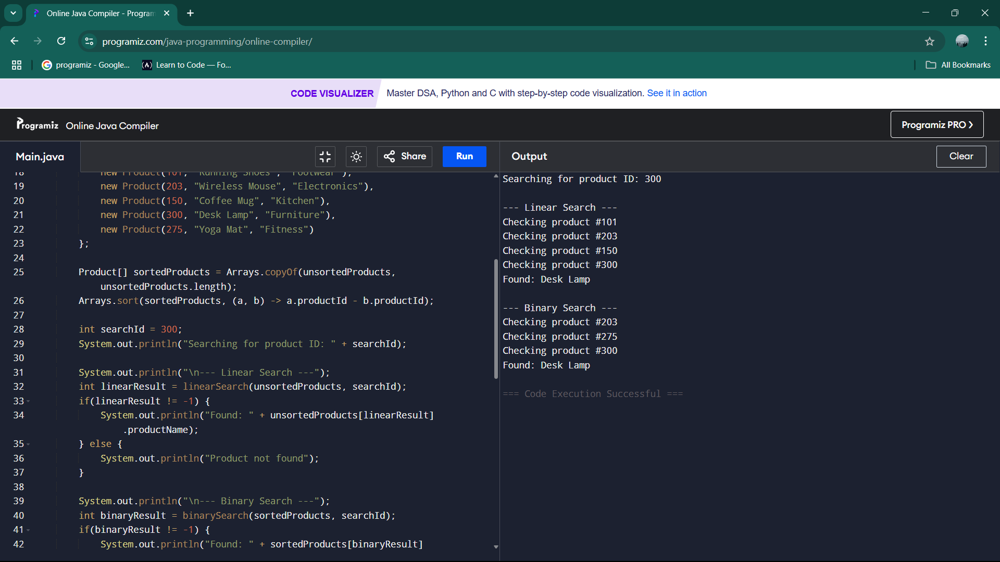 Online Java Compiler - Program
programiz.com/java-programming/online-compiler/
programiz - Google...
Learn to Code — Fo...
All Bookmarks
CODE VISUALIZER
Master DSA, Python and C with step-by-step code visualization. See it in action
Programiz Online Java Compiler
Programiz PRO
Main.java
Share
Run
Output
Clear
18 new Product(101, "Running Shoes", "Footwear"),
19 new Product(203, "Wireless Mouse", "Electronics"),
20 new Product(150, "Coffee Mug", "Kitchen"),
21 new Product(300, "Desk Lamp", "Furniture"),
22 new Product(275, "Yoga Mat", "Fitness")
23 };
24
25 Product[] sortedProducts = Arrays.copyOf(unsortedProducts,
unsortedProducts.length);
26 Arrays.sort(sortedProducts, (a, b) -> a.productId - b.productId);
27
28 int searchId = 300;
29 System.out.println("Searching for product ID: " + searchId);
30
31 System.out.println("\n--- Linear Search ---");
32 int linearResult = linearSearch(unsortedProducts, searchId);
33 if(linearResult != -1) {
34 System.out.println("Found: " + unsortedProducts[linearResult]
.productName);
35 } else {
36 System.out.println("Product not found");
37 }
38
39 System.out.println("\n--- Binary Search ---");
40 int binaryResult = binarySearch(sortedProducts, searchId);
41 if(binaryResult != -1) {
42 System.out.println("Found: " + sortedProducts[binaryResult]
Searching for product ID: 300
--- Linear Search ---
Checking product #101
Checking product #203
Checking product #150
Checking product #300
Found: Desk Lamp
--- Binary Search ---
Checking product #203
Checking product #275
Checking product #300
Found: Desk Lamp
=== Code Execution Successful ===